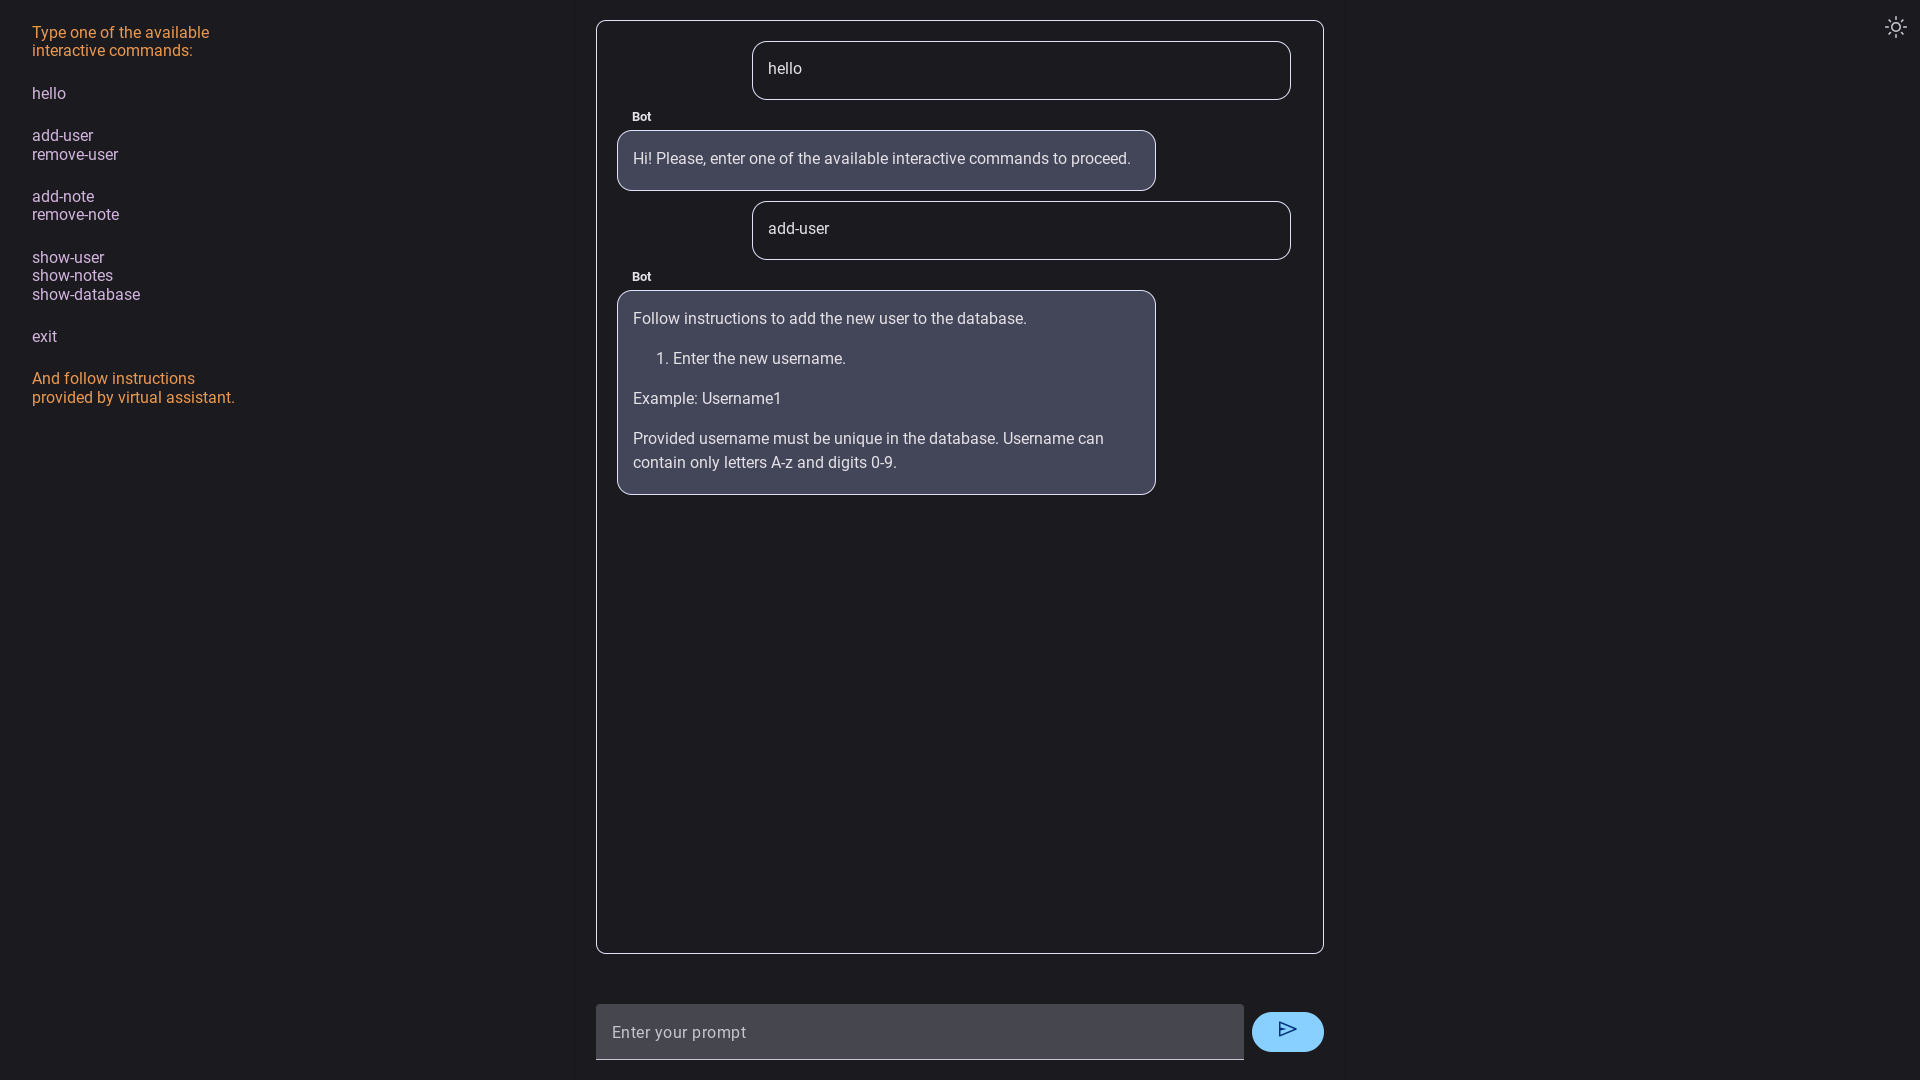 Type one of the available
interactive commands:
hello
add-user
remove-user
add-note
remove-note
show-user
show-notes
show-database
exit
And follow instructions
provided by virtual assistant.
hello
Bot
Hi! Please, enter one of the available interactive commands to proceed.
add-user
Bot
Follow instructions to add the new user to the database.
1. Enter the new username.
Example: Username1
Provided username must be unique in the database. Username can
contain only letters A-z and digits 0-9.
Enter your prompt